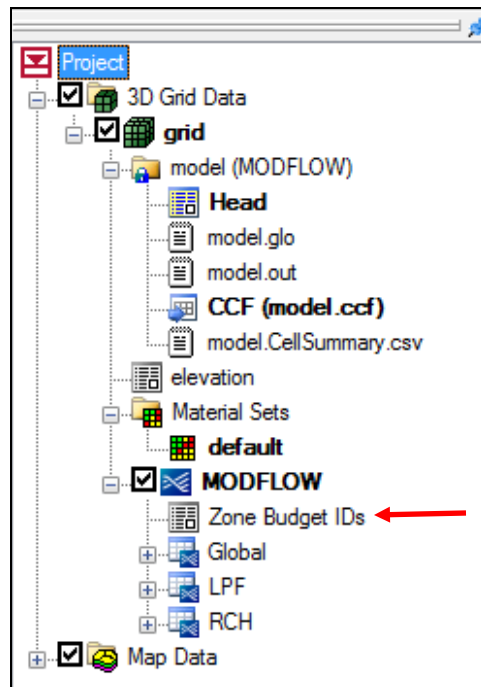 Project
3D Grid Data
grid
model (MODFLOW)
Head
model.glo
model.out
CCF (model.ccf)
model.CellSummary.csv
elevation
Material Sets
default
MODFLOW
Zone Budget IDs
Global
LPF
RCH
Map Data